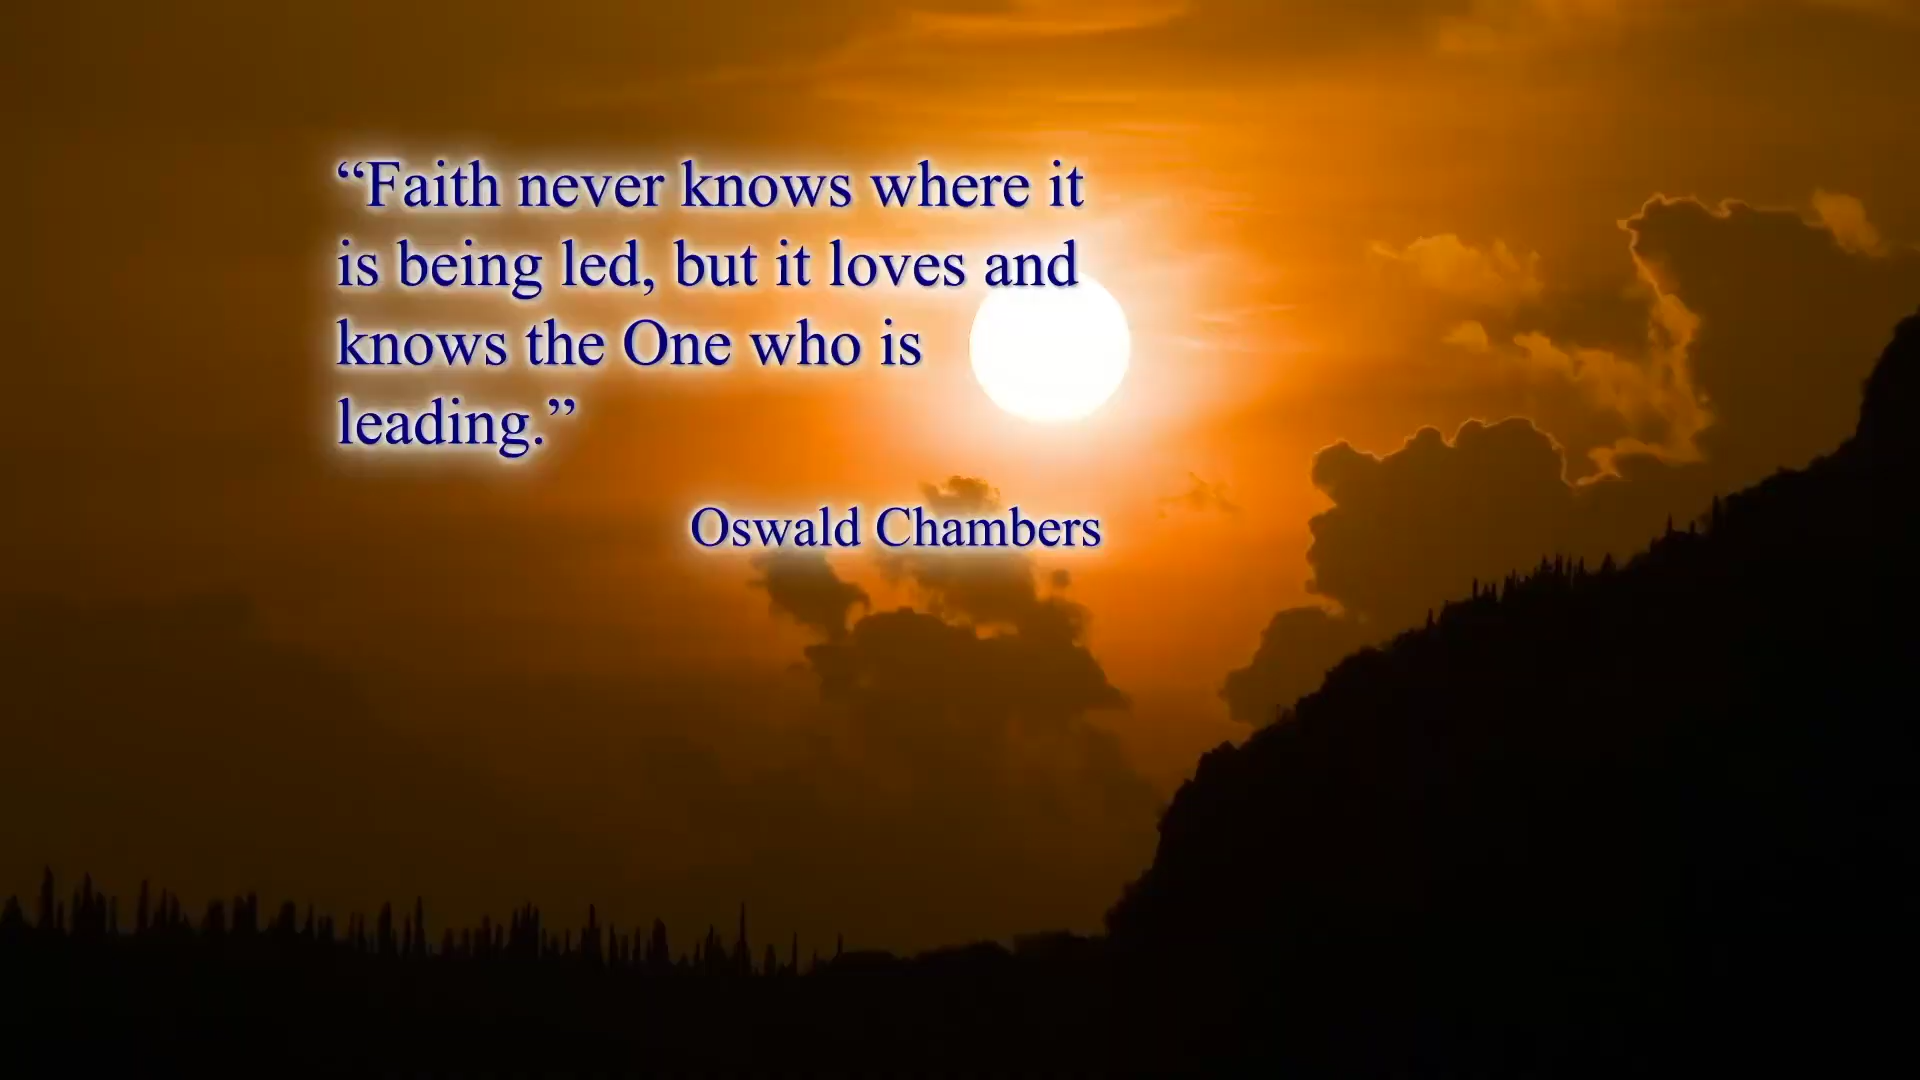 “Faith never knows where it
is being led, but it loves and
knows the One who is
leading.”
Oswald Chambers